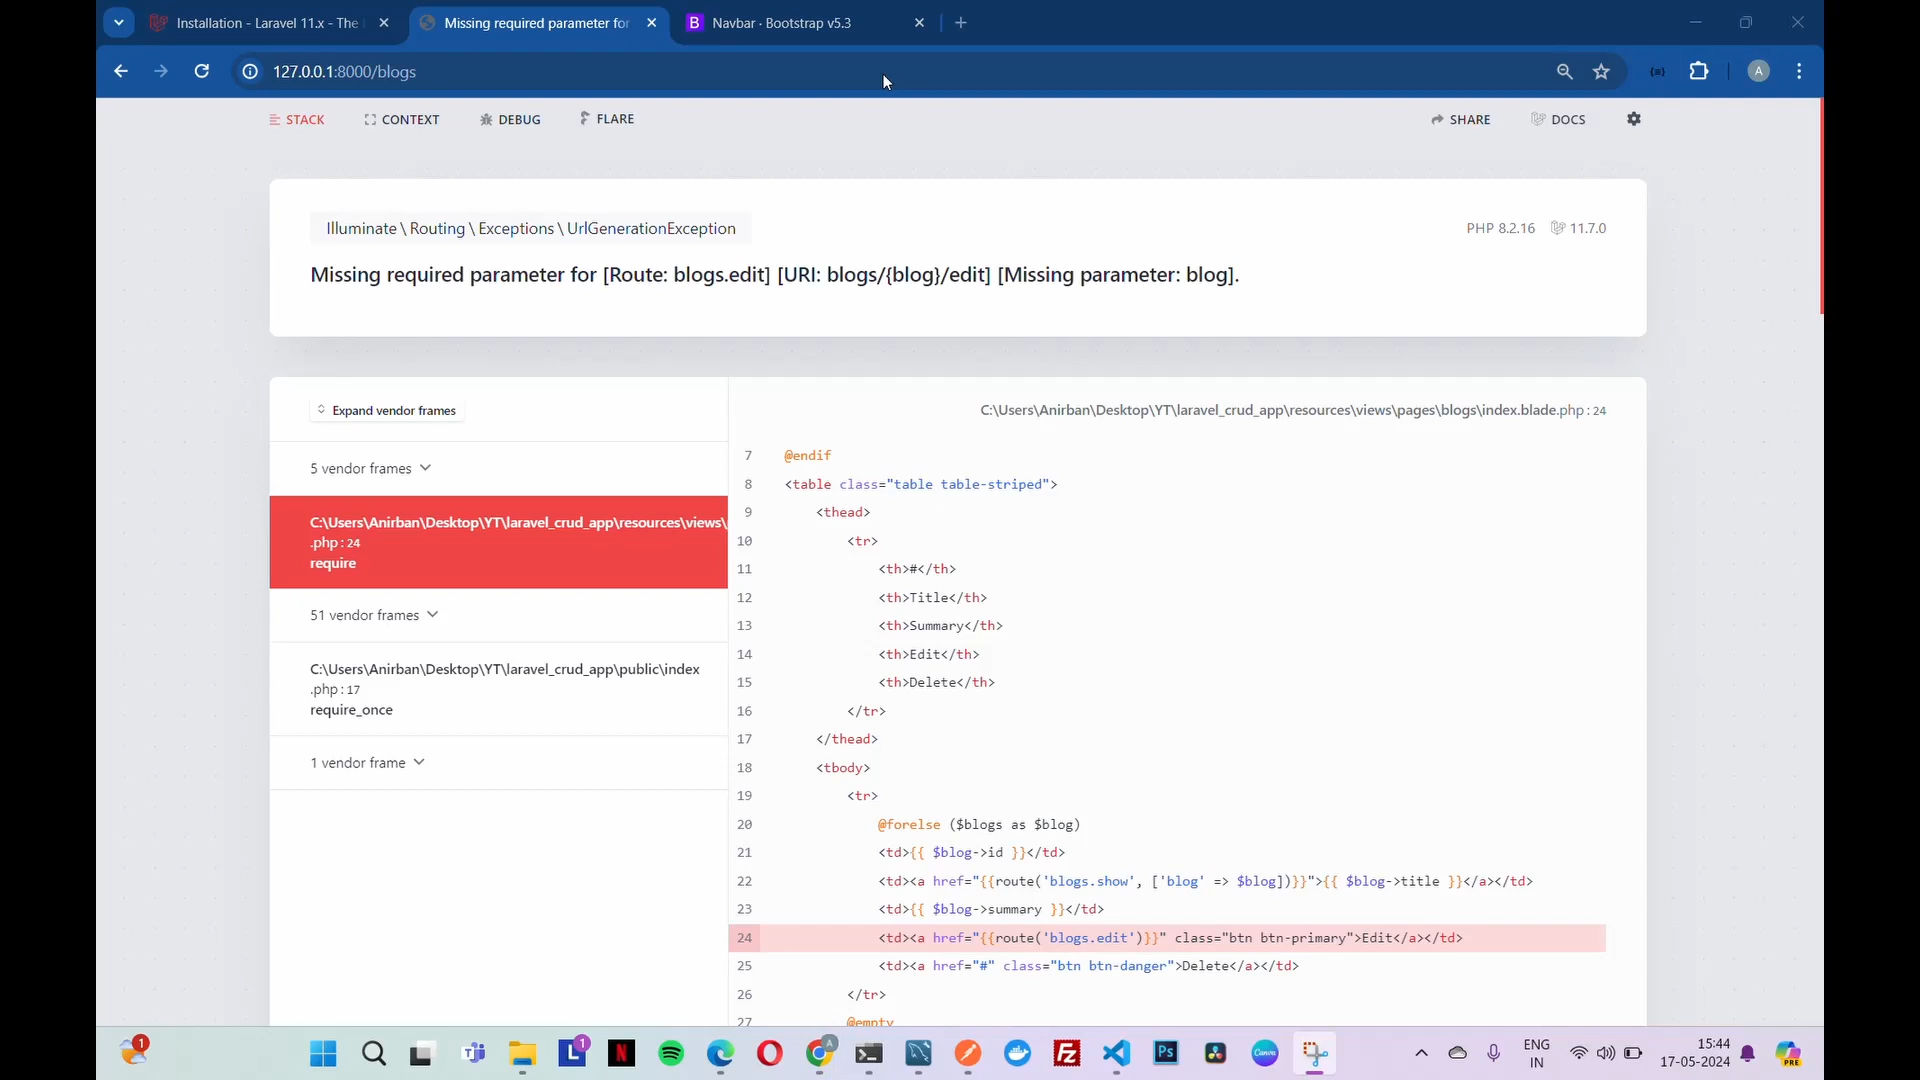 Installation - Laravel 11.x - The
Missing required parameter for
Navbar · Bootstrap v5.3
127.0.0.1:8000/blogs
A
STACK
CONTEXT
DEBUG
FLARE
SHARE
DOCS
Illuminate \ Routing \ Exceptions \ UrlGenerationException
PHP 8.2.16
11.7.0
Missing required parameter for [Route: blogs.edit] [URI: blogs/{blog}/edit] [Missing parameter: blog].
Expand vendor frames
5 vendor frames
C:\Users\Anirban\Desktop\YT\laravel_crud_app\resources\views\
.php : 24
require
51 vendor frames
C:\Users\Anirban\Desktop\YT\laravel_crud_app\public\index
.php : 17
require_once
1 vendor frame
C:\Users\Anirban\Desktop\YT\laravel_crud_app\resources\views\pages\blogs\index.blade.php : 24
7 @endif
8 <table class="table table-striped">
9 <thead>
10 <tr>
11 <th>#</th>
12 <th>Title</th>
13 <th>Summary</th>
14 <th>Edit</th>
15 <th>Delete</th>
16 </tr>
17 </thead>
18 <tbody>
19 <tr>
20 @forelse ($blogs as $blog)
21 <td>{{ $blog->id }}</td>
22 <td><a href="{{route('blogs.show', ['blog' => $blog])}}">{{ $blog->title }}</a></td>
23 <td>{{ $blog->summary }}</td>
24 <td><a href="{{route('blogs.edit')}}" class="btn btn-primary">Edit</a></td>
25 <td><a href="#" class="btn btn-danger">Delete</a></td>
26 </tr>
27 @empty
ENG
IN
15:44
17-05-2024